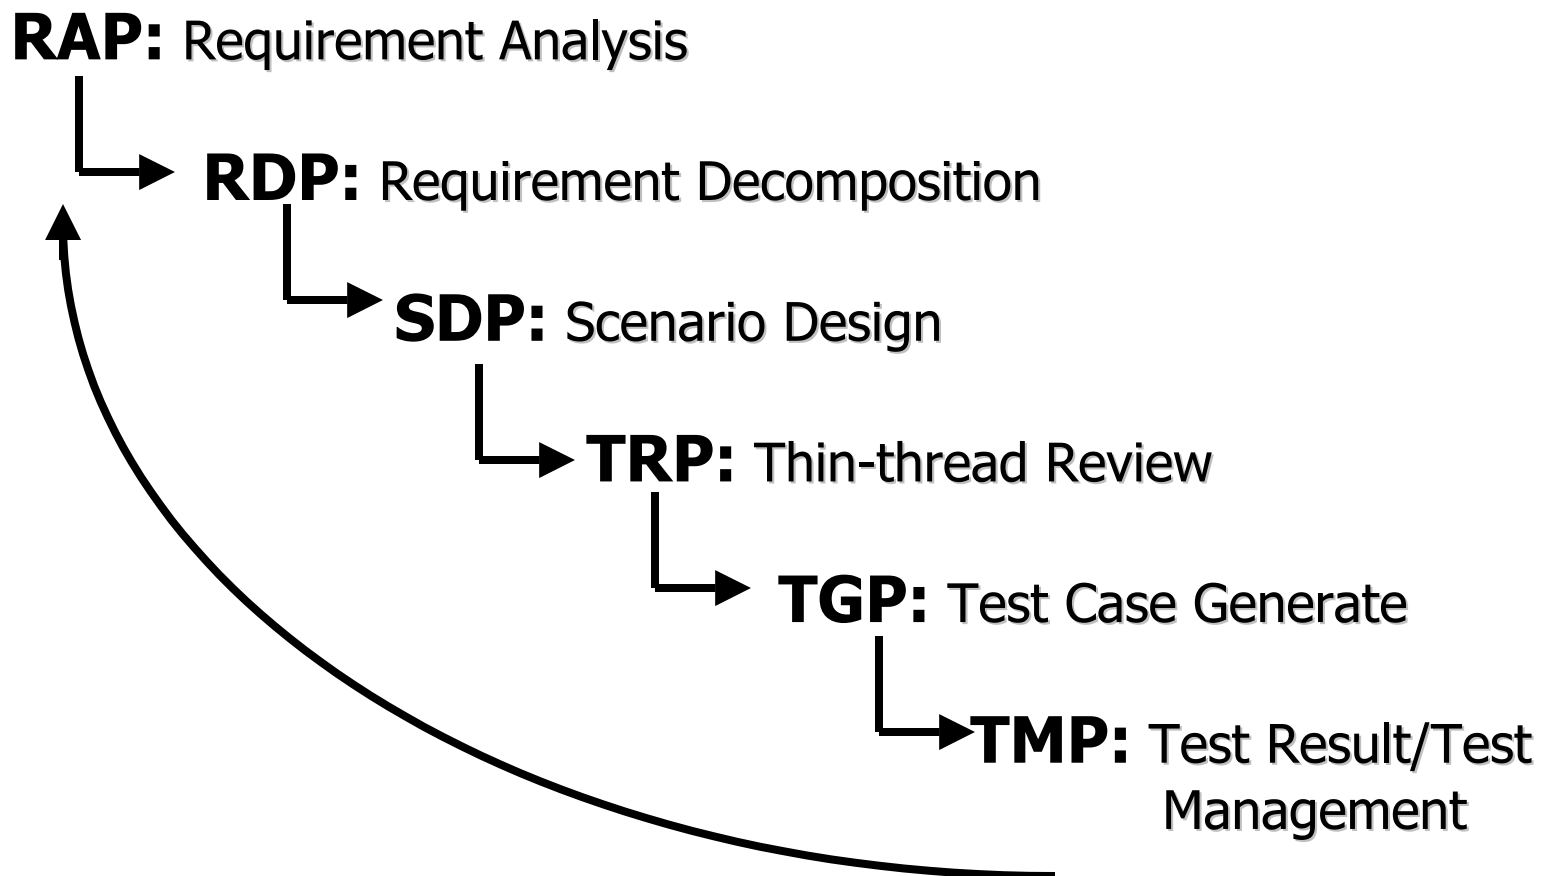 RAP: Requirement Analysis
RDP: Requirement Decomposition
SDP: Scenario Design
TRP: Thin-thread Review
TGP: Test Case Generate
TMP: Test Result/Test
Management